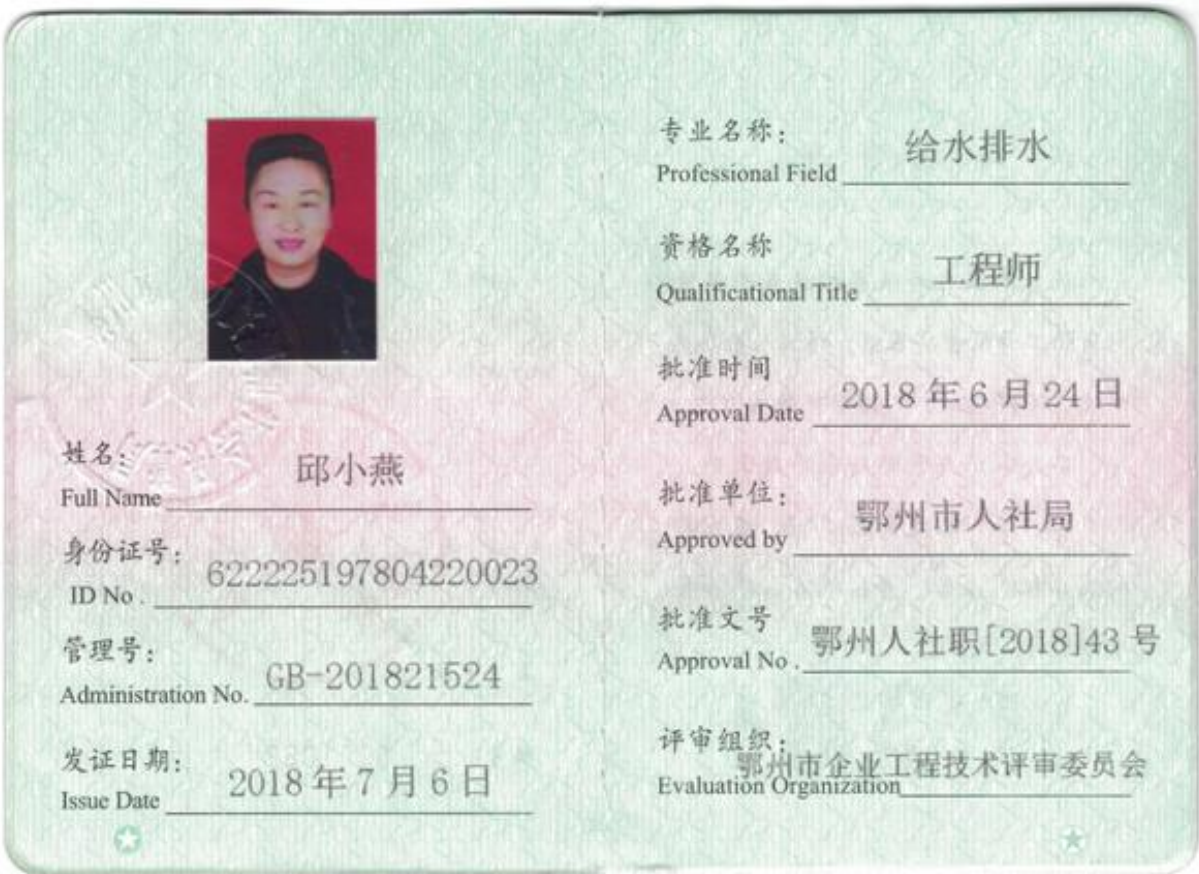 姓名:
邱小燕
Full Name
身份证号:
622225197804220023
ID No.
管理号:
GB-201821524
Administration No.
发证日期:
2018年7月6日
Issue Date
专业名称:
给水排水
Professional Field
资格名称
工程师
Qualificational Title
批准时间
2018年6月24日
Approval Date
批准单位:
鄂州市人社局
Approved by
批准文号
鄂州人社职[2018]43号
Approval No.
评审组织:
鄂州市企业工程技术评审委员会
Evaluation Organization